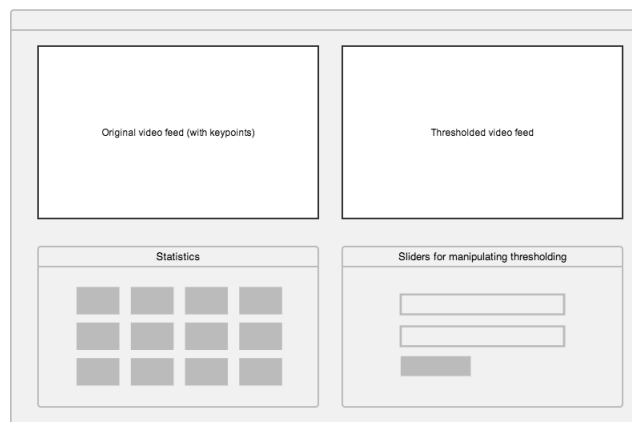 Original video feed (with keypoints)
Thresholded video feed
Statistics
Sliders for manipulating thresholding